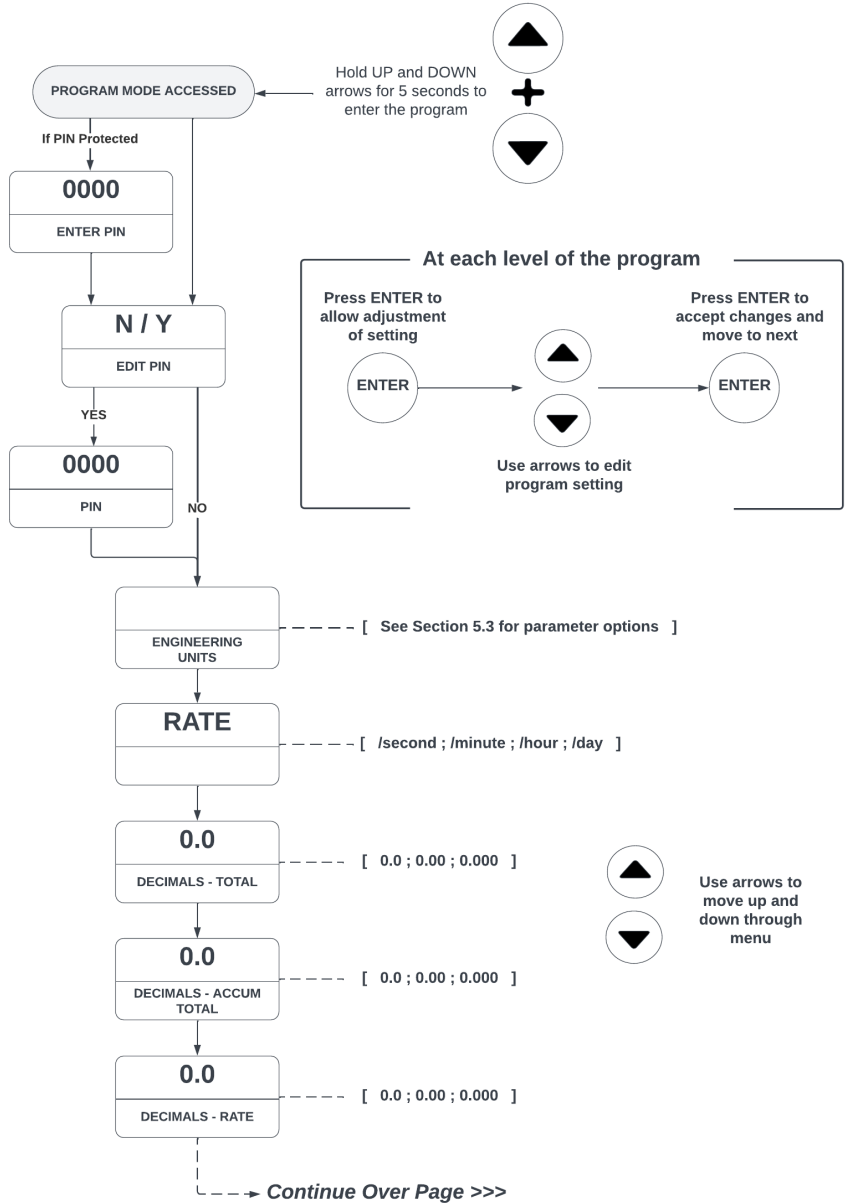 Hold UP and DOWN
arrows for 5 seconds to
enter the program
PROGRAM MODE ACCESSED
If PIN Protected
0000
ENTER PIN
N / Y
EDIT PIN
YES
0000
PIN
NO
At each level of the program
Press ENTER to
allow adjustment
of setting
ENTER
Use arrows to edit
program setting
Press ENTER to
accept changes and
move to next
ENTER
ENGINEERING
UNITS
[ See Section 5.3 for parameter options ]
RATE
[ /second ; /minute ; /hour ; /day ]
0.0
DECIMALS - TOTAL
[ 0.0 ; 0.00 ; 0.000 ]
Use arrows to
move up and
down through
menu
0.0
DECIMALS - ACCUM
TOTAL
[ 0.0 ; 0.00 ; 0.000 ]
0.0
DECIMALS - RATE
[ 0.0 ; 0.00 ; 0.000 ]
Continue Over Page >>>